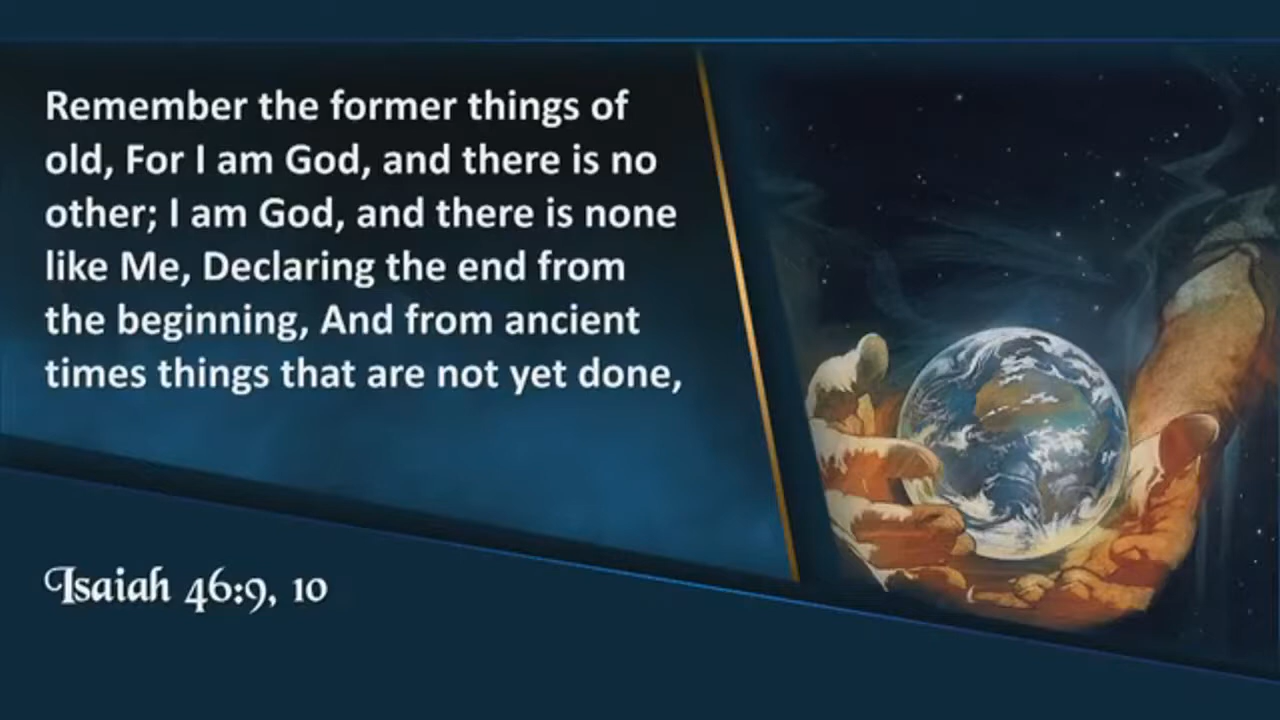 Remember the former things of
old, For I am God, and there is no
other; I am God, and there is none
like Me, Declaring the end from
the beginning, And from ancient
times things that are not yet done,
Isaiah 46:9, 10